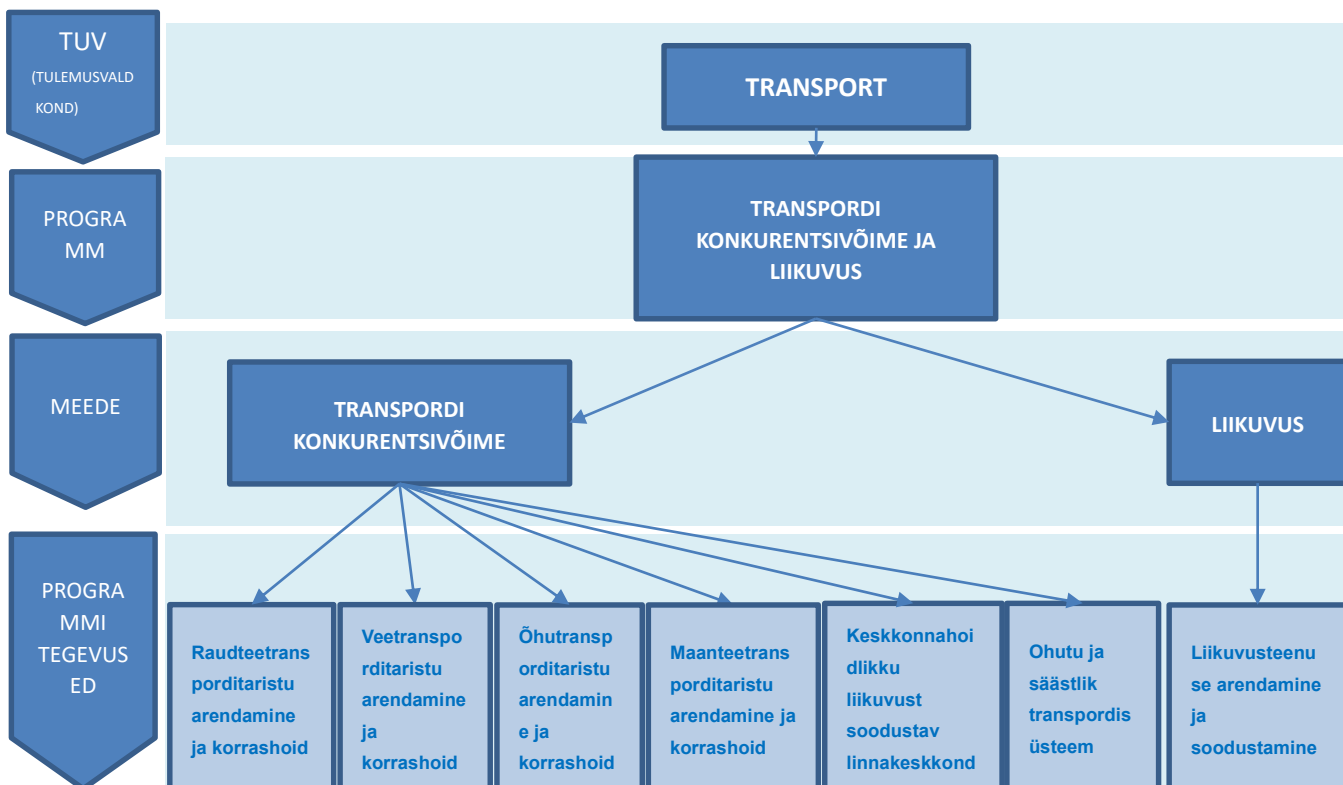 TUV
(TULEMUSVALD
KOND)
TRANSPORT
PROGRA
MM
TRANSPORDI
KONKURENTSIVÕIME JA
LIIKUVUS
MEEDE
TRANSPORDI
KONKURENTSIVÕIME
LIIKUVUS
PROGRA
MMI
TEGEVUS
ED
Raudteetrans
porditaristu
arendamine
ja korrashoid
Veetranspo
rditaristu
arendamine
ja
korrashoid
Õhutransp
orditaristu
arendamin
e ja
korrashoid
Maanteetrans
porditaristu
arendamine ja
korrashoid
Keskkonnahoi
dlikku
liikuvust
soodustav
linnakeskkond
Ohutu ja
säästlik
transpordis
üsteem
Liikuvusteenu
se arendamine
ja
soodustamine